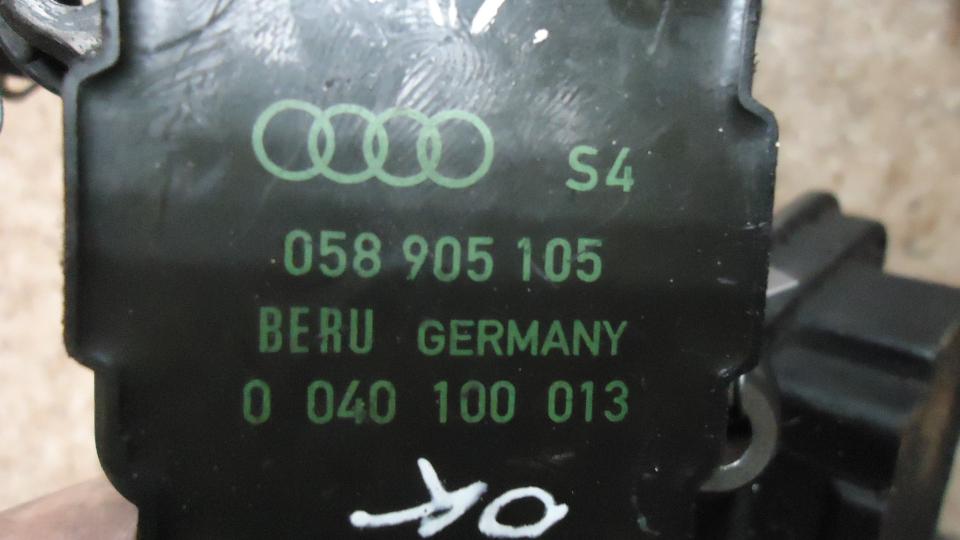 S4
058 905 105
BERU GERMANY
0 040 100 013
OK